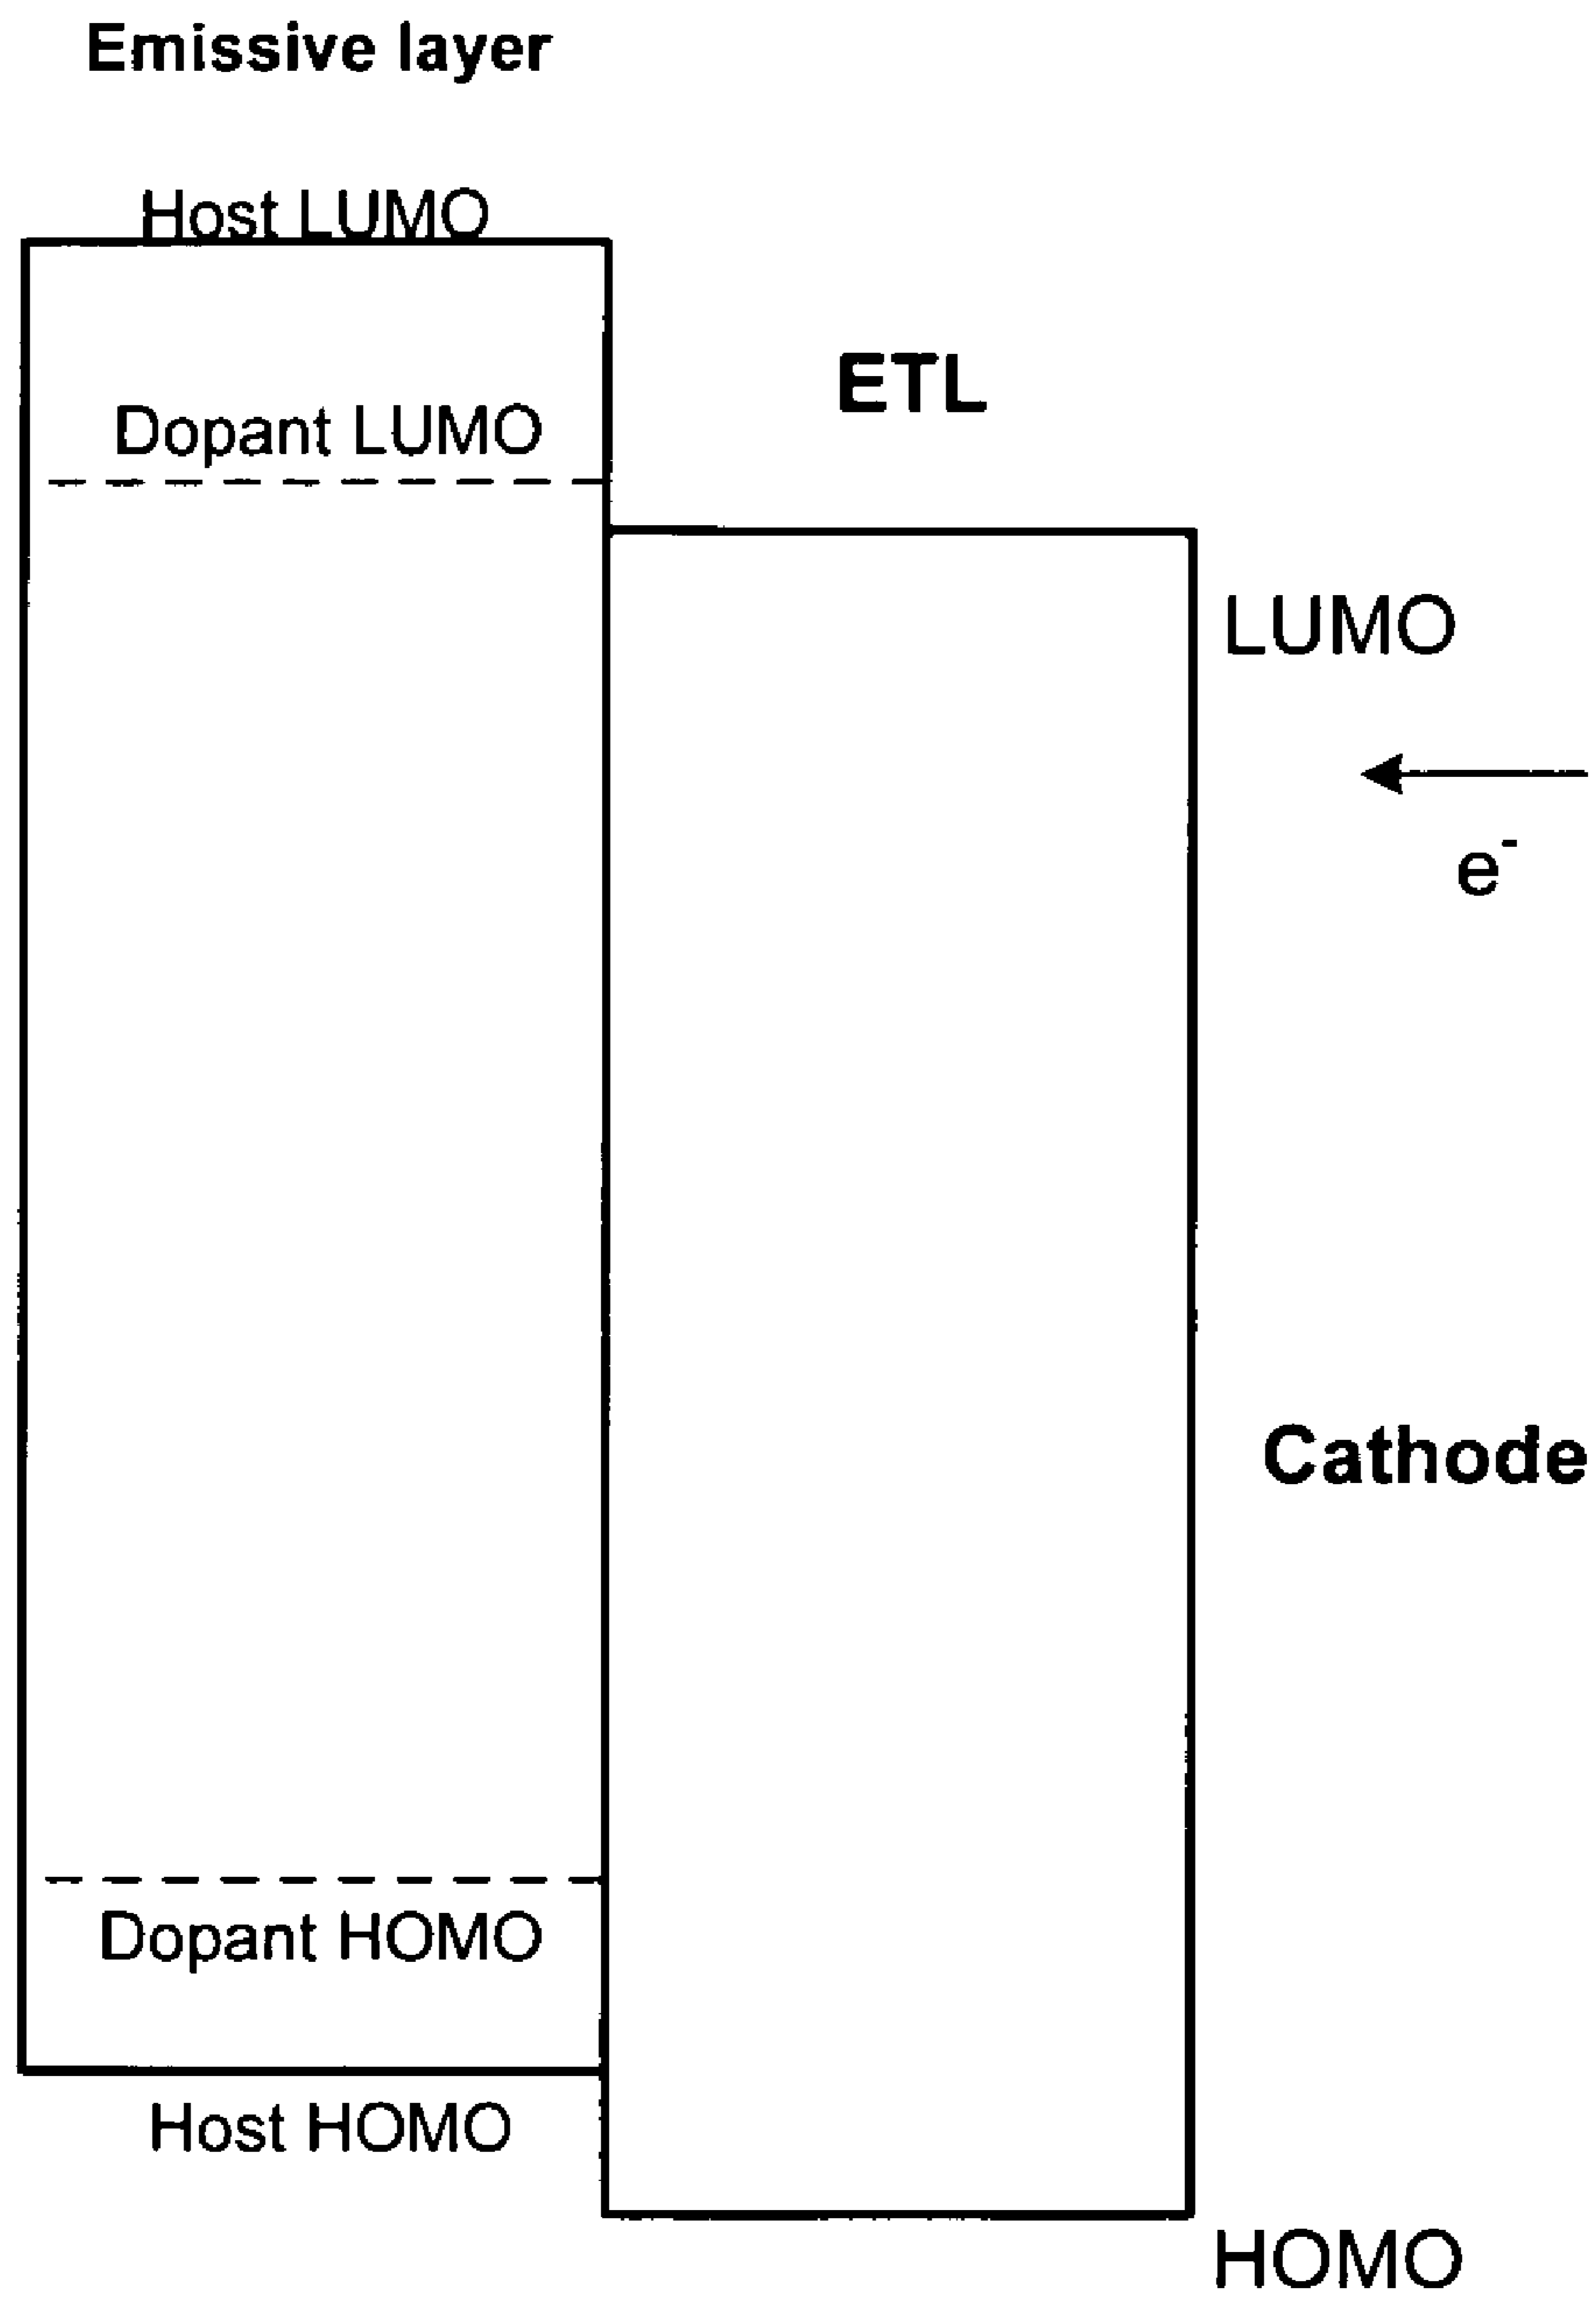 Emissive layer
Host LUMO
ETL
Dopant LUMO
LUMO
e-
Cathode
Dopant HOMO
Host HOMO
HOMO